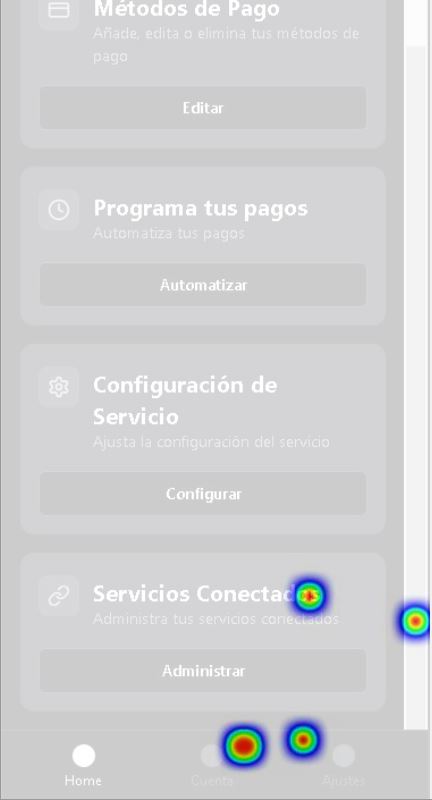 Métodos de Pago
Añade, edita o elimina tus métodos de
pago
Editar
Programa tus pagos
Automatiza tus pagos
Automatizar
Configuración de
Servicio
Ajusta la configuración del servicio
Configurar
Servicios Conectados
Administra tus servicios conectados
Administrar
Home
Cuenta
Ajustes